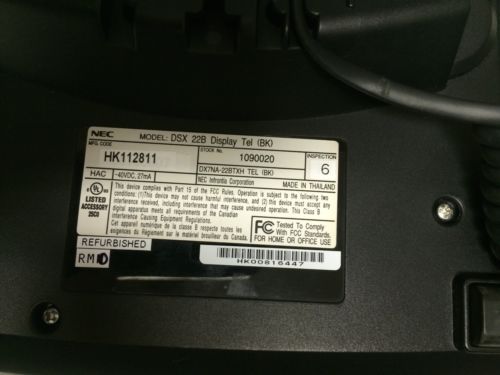 NEC MODEL: DSX 22B Display Tel (BK)
MFG CODE STOCK No. INSPECTION
HK112811 1090020 6
DX7NA-22BTXH TEL (BK)
HAC -40VDC, 27mA NEC Infrontia Corporation MADE IN THAILAND
UL LISTED ACCESSORY 25C0
This device complies with Part 15 of the FCC Rules. Operation is subject to the following two
conditions: (1)This device may not cause harmful interference, and
(2) this device must accept any interference received, including
interference that may cause undesired operation. This Class B
digital apparatus meets all requirements of the Canadian
Interference Causing Equipment Regulations.
Cet appareil numérique de la classe B respecte toutes les exigences
du Règlement sur le matériel brouilleur du Canada.
FC Tested To Comply
With FCC Standards
FOR HOME OR OFFICE USE
REFURBISHED
RM
HK00816447